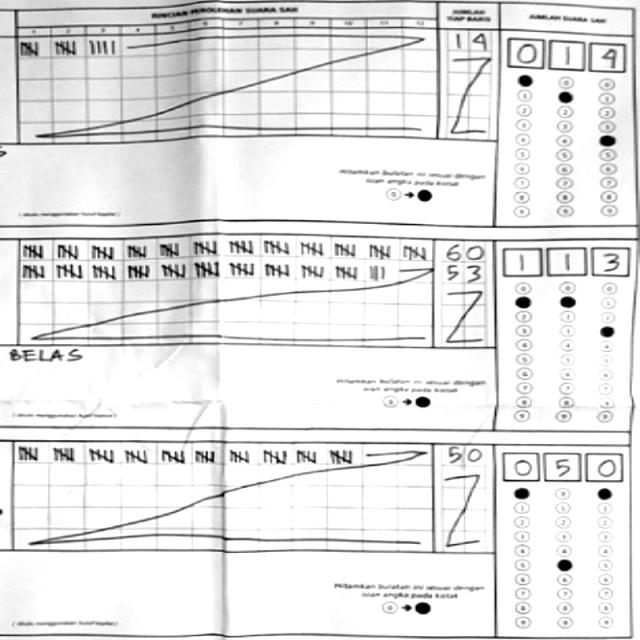 RINCIAN PEROLEHAN SUARA SAH
JUMLAH TIAP BARIS
JUMLAH SUARA SAH
1 2 3 4 5 6 7 8 9 10 11 12
14
0 1 4
Hitamkan bulatan ini sesuai dengan
isian angka pada kotak
( ditulis menggunakan huruf kapital )
60
53
1 1 3
BELAS
Hitamkan bulatan ini sesuai dengan
isian angka pada kotak
( ditulis menggunakan huruf kapital )
50
0 5 0
Hitamkan bulatan ini sesuai dengan
isian angka pada kotak
( ditulis menggunakan huruf kapital )